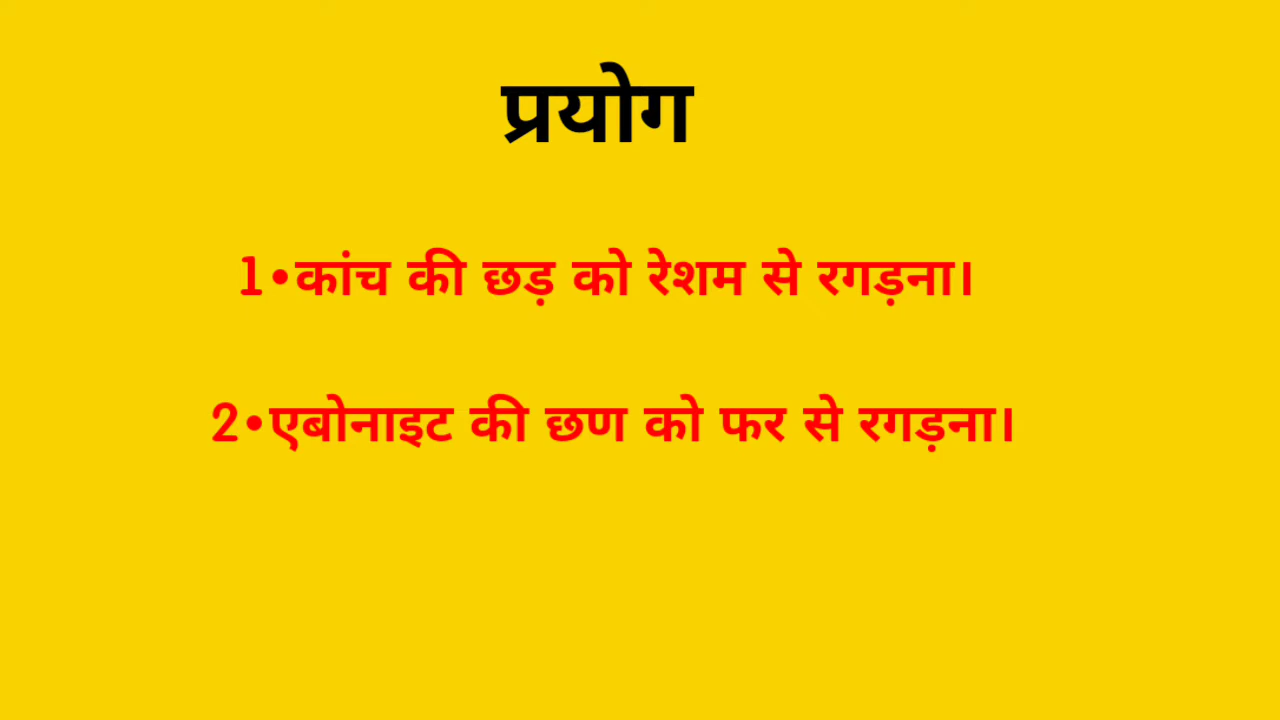 प्रयोग
1•कांच की छड़ को रेशम से रगड़ना।
2•एबोनाइट की छण को फर से रगड़ना।